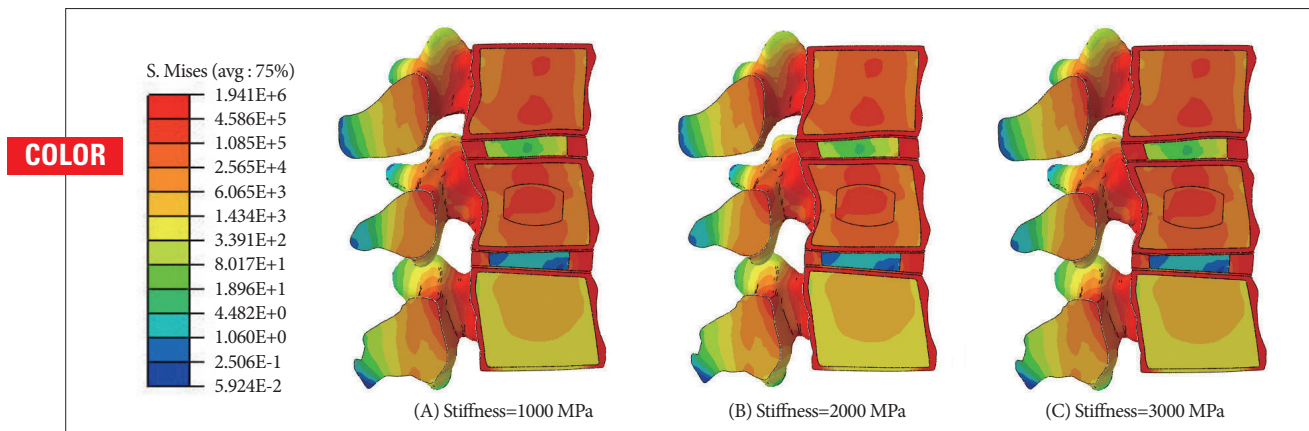 COLOR
S. Mises (avg : 75%)
1.941E+6
4.586E+5
1.085E+5
2.565E+4
6.065E+3
1.434E+3
3.391E+2
8.017E+1
1.896E+1
4.482E+0
1.060E+0
2.506E-1
5.924E-2
(A) Stiffness=1000 MPa
(B) Stiffness=2000 MPa
(C) Stiffness=3000 MPa